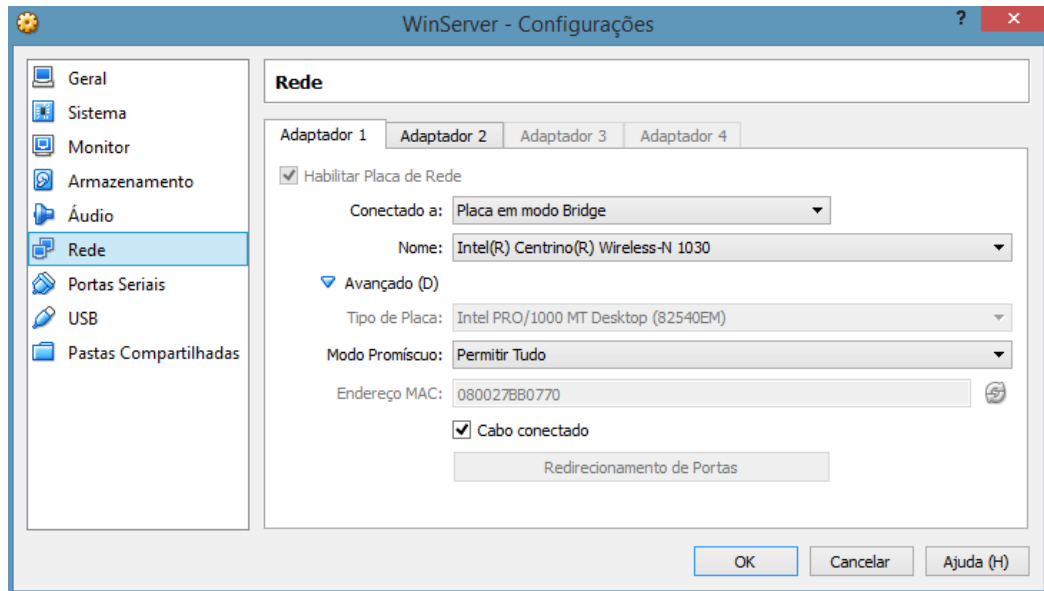 WinServer - Configurações
?
Geral
Sistema
Monitor
Armazenamento
Áudio
Rede
Portas Seriais
USB
Pastas Compartilhadas
Rede
Adaptador 1 Adaptador 2 Adaptador 3 Adaptador 4
Habilitar Placa de Rede
Conectado a: Placa em modo Bridge
Nome: Intel(R) Centrino(R) Wireless-N 1030
Avançado (D)
Tipo de Placa: Intel PRO/1000 MT Desktop (82540EM)
Modo Promíscuo: Permitir Tudo
Endereço MAC: 080027BB0770
Cabo conectado
Redirecionamento de Portas
OK Cancelar Ajuda (H)